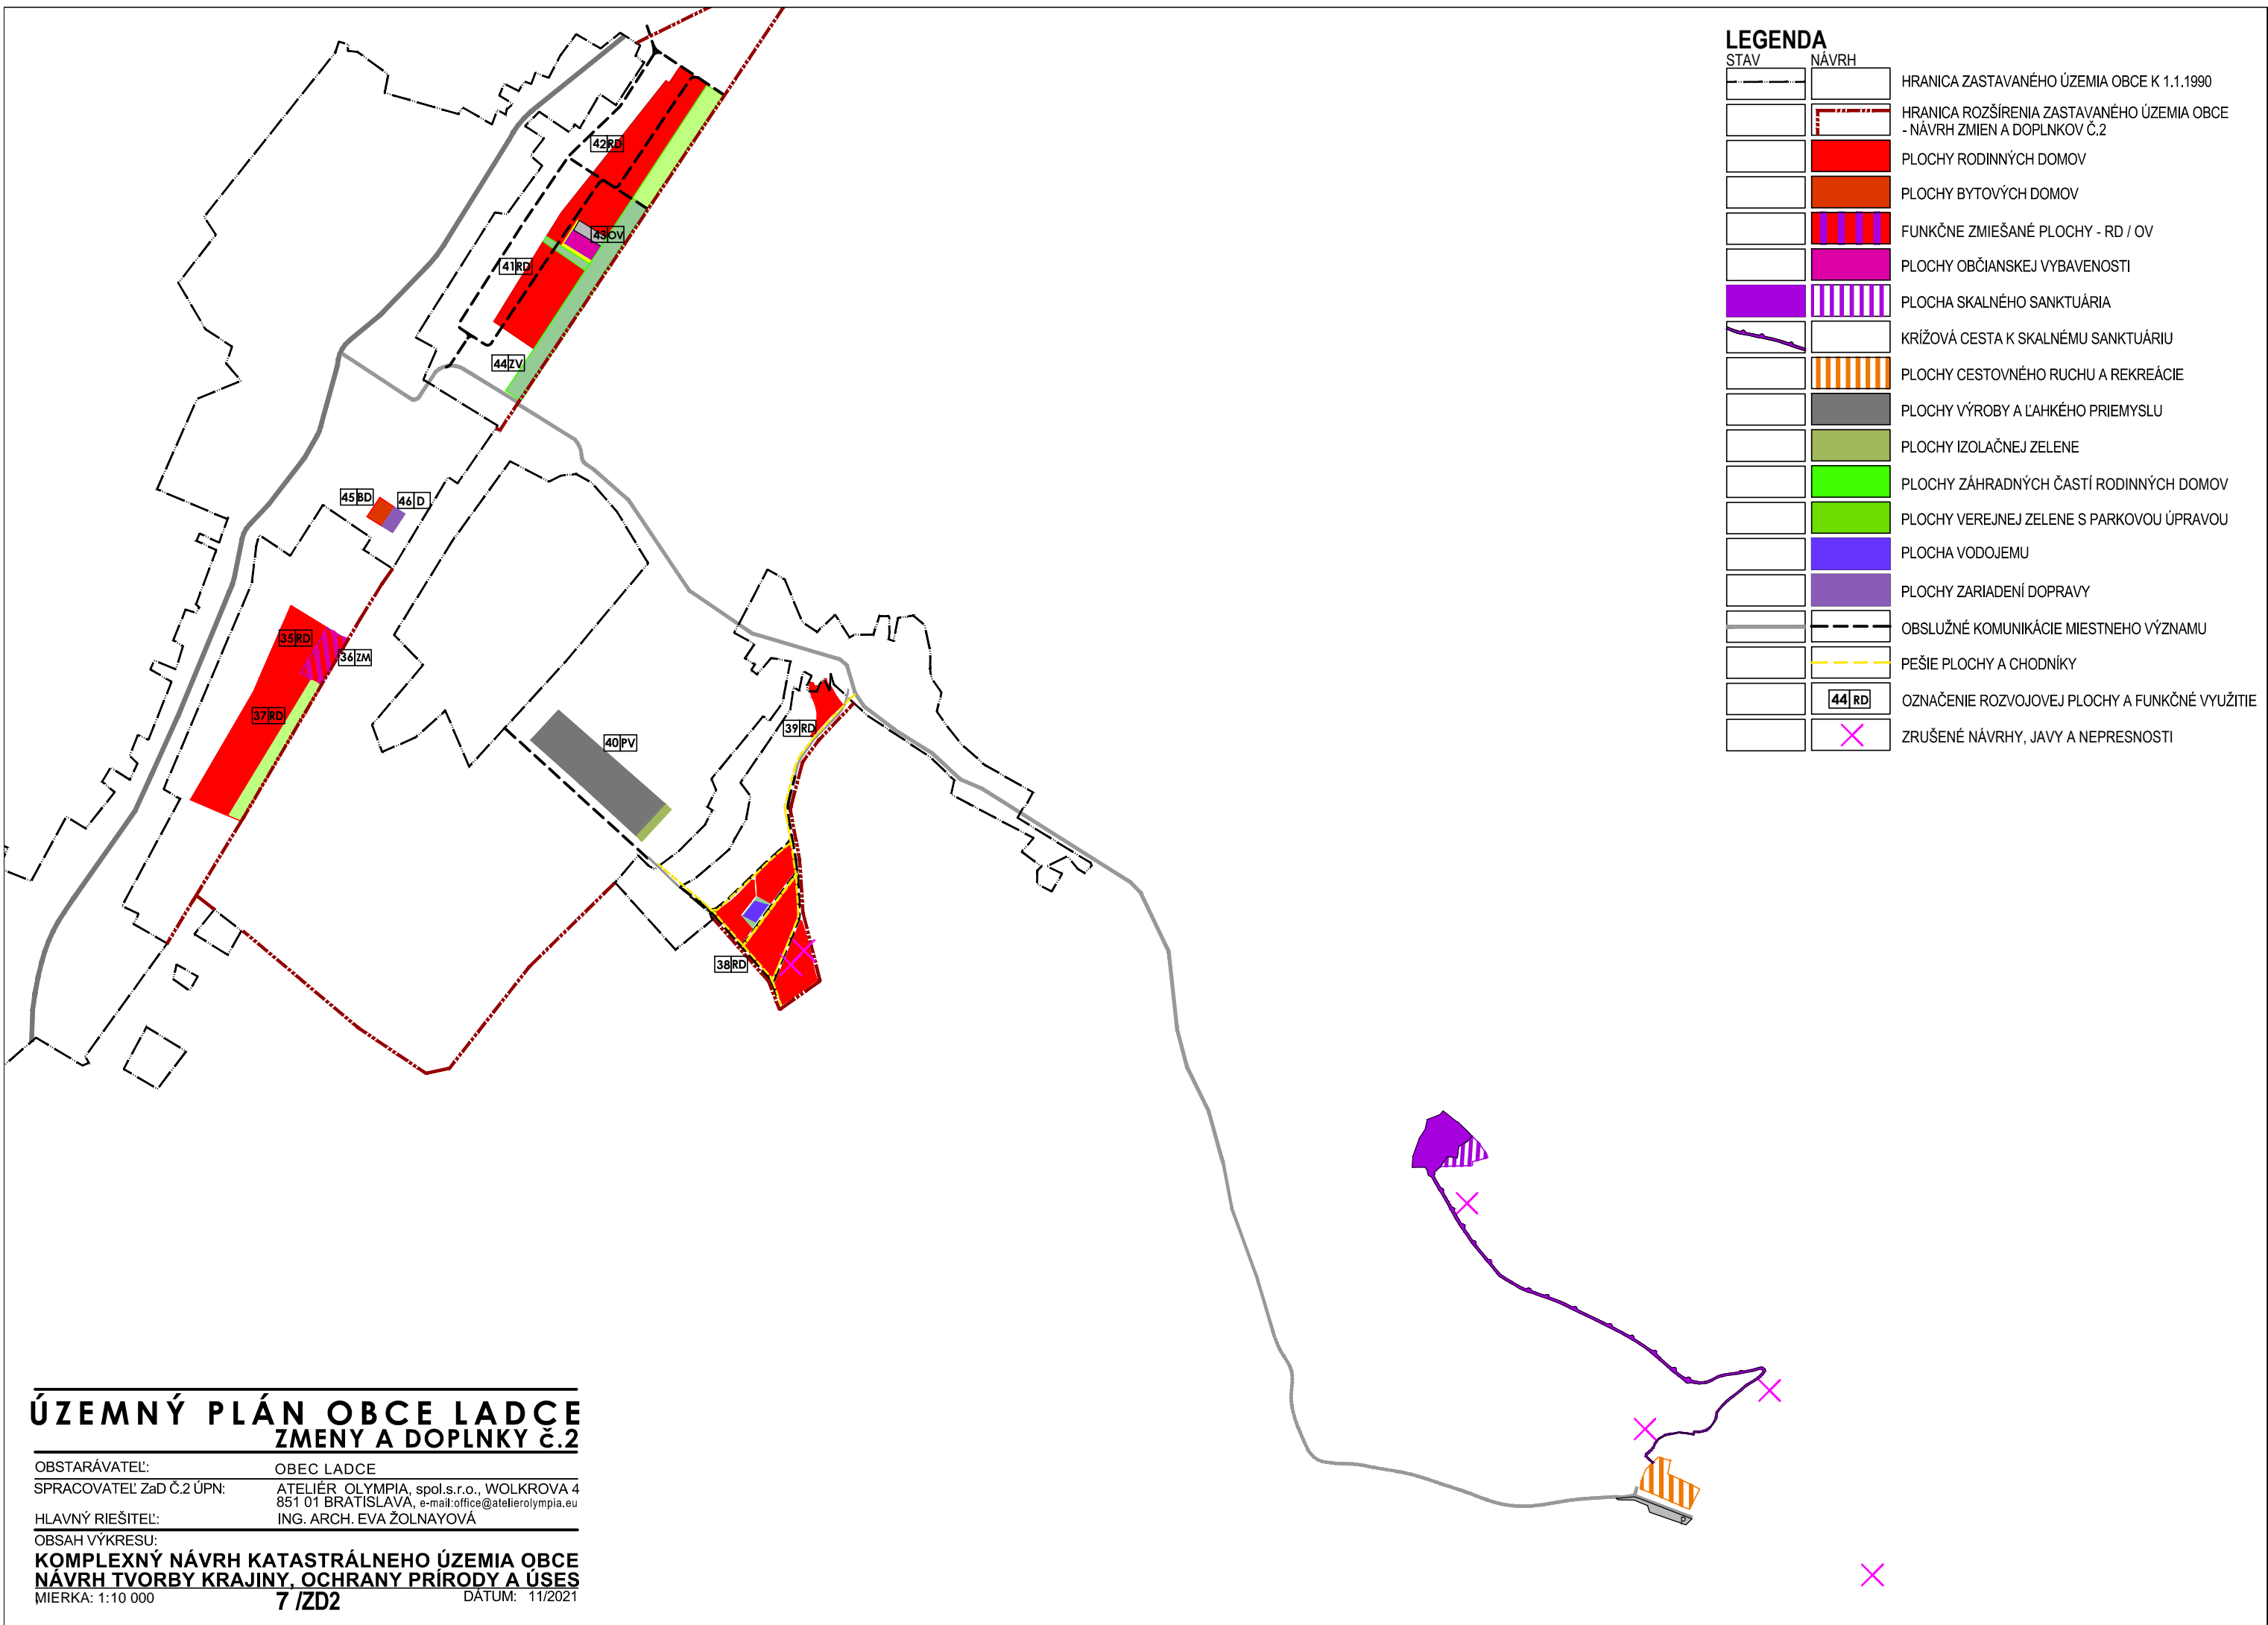 LEGENDA
STAV NÁVRH
HRANICA ZASTAVANÉHO ÚZEMIA OBCE K 1.1.1990
HRANICA ROZŠÍRENIA ZASTAVANÉHO ÚZEMIA OBCE
- NÁVRH ZMIEN A DOPLNKOV Č.2
PLOCHY RODINNÝCH DOMOV
PLOCHY BYTOVÝCH DOMOV
FUNKČNE ZMIEŠANÉ PLOCHY - RD / OV
PLOCHY OBČIANSKEJ VYBAVENOSTI
PLOCHA SKALNÉHO SANKTUÁRIA
KRÍŽOVÁ CESTA K SKALNÉMU SANKTUÁRIU
PLOCHY CESTOVNÉHO RUCHU A REKREÁCIE
PLOCHY VÝROBY A ĽAHKÉHO PRIEMYSLU
PLOCHY IZOLAČNEJ ZELENE
PLOCHY ZÁHRADNÝCH ČASTÍ RODINNÝCH DOMOV
PLOCHY VEREJNEJ ZELENE S PARKOVOU ÚPRAVOU
PLOCHA VODOJEMU
PLOCHY ZARIADENÍ DOPRAVY
OBSLUŽNÉ KOMUNIKÁCIE MIESTNEHO VÝZNAMU
PEŠIE PLOCHY A CHODNÍKY
44 RD OZNAČENIE ROZVOJOVEJ PLOCHY A FUNKČNÉ VYUŽITIE
ZRUŠENÉ NÁVRHY, JAVY A NEPRESNOSTI
42 RD
43 OV
41 RD
44 ZV
45 BD
46 D
35 RD
36 ZM
37 RD
39 RD
40 PV
38 RD
P
ÚZEMNÝ PLÁN OBCE LADCE
ZMENY A DOPLNKY č.2
OBSTARÁVATEĽ: OBEC LADCE
SPRACOVATEĽ ZaD Č.2 ÚPN: ATELIÉR OLYMPIA, spol.s.r.o., WOLKROVA 4
851 01 BRATISLAVA, e-mail:office@atelierolympia.eu
HLAVNÝ RIEŠITEĽ: ING. ARCH. EVA ŽOLNAYOVÁ
OBSAH VÝKRESU:
KOMPLEXNÝ NÁVRH KATASTRÁLNEHO ÚZEMIA OBCE
NÁVRH TVORBY KRAJINY, OCHRANY PRÍRODY A ÚSES
MIERKA: 1:10 000 7 /ZD2 DÁTUM: 11/2021